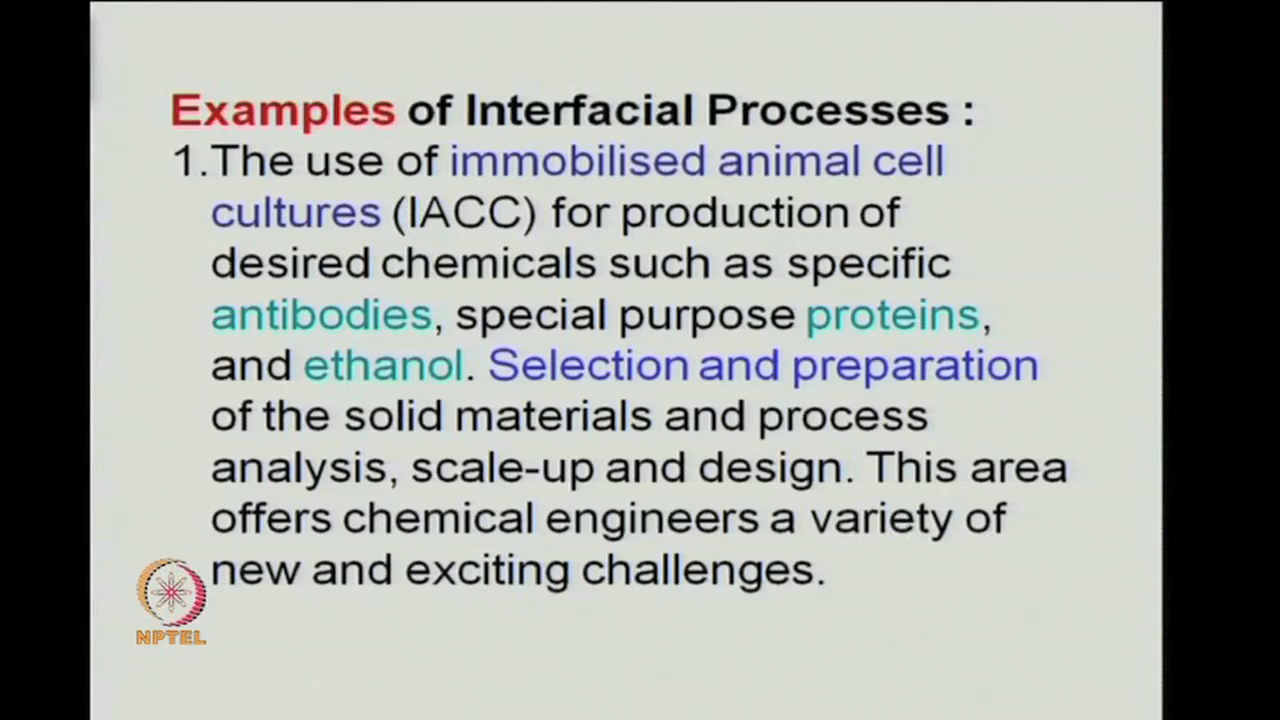 Examples of Interfacial Processes :
1.The use of immobilised animal cell
cultures (IACC) for production of
desired chemicals such as specific
antibodies, special purpose proteins,
and ethanol. Selection and preparation
of the solid materials and process
analysis, scale-up and design. This area
offers chemical engineers a variety of
new and exciting challenges.
NPTEL